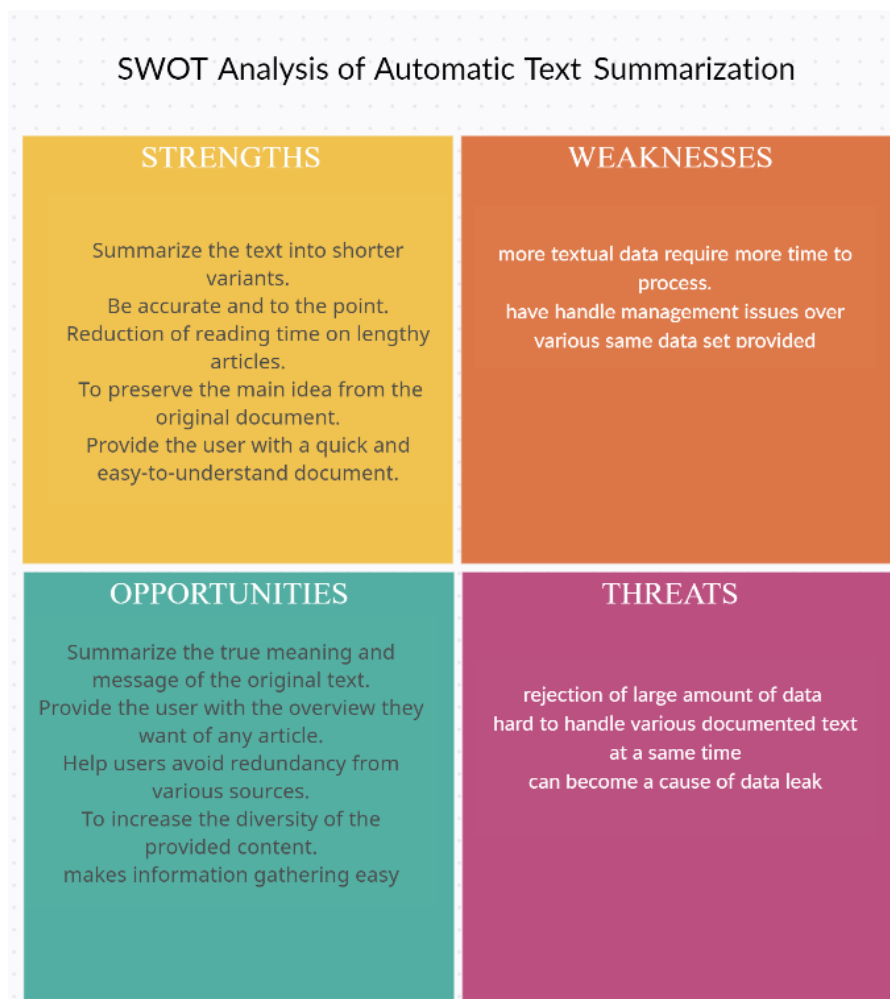 SWOT Analysis of Automatic Text Summarization
STRENGTHS
Summarize the text into shorter
variants.
Be accurate and to the point.
Reduction of reading time on lengthy
articles.
To preserve the main idea from the
original document.
Provide the user with a quick and
easy-to-understand document.
WEAKNESSES
more textual data require more time to
process.
have handle management issues over
various same data set provided
OPPORTUNITIES
Summarize the true meaning and
message of the original text.
Provide the user with the overview they
want of any article.
Help users avoid redundancy from
various sources.
To increase the diversity of the
provided content.
makes information gathering easy
THREATS
rejection of large amount of data
hard to handle various documented text
at a same time
can become a cause of data leak